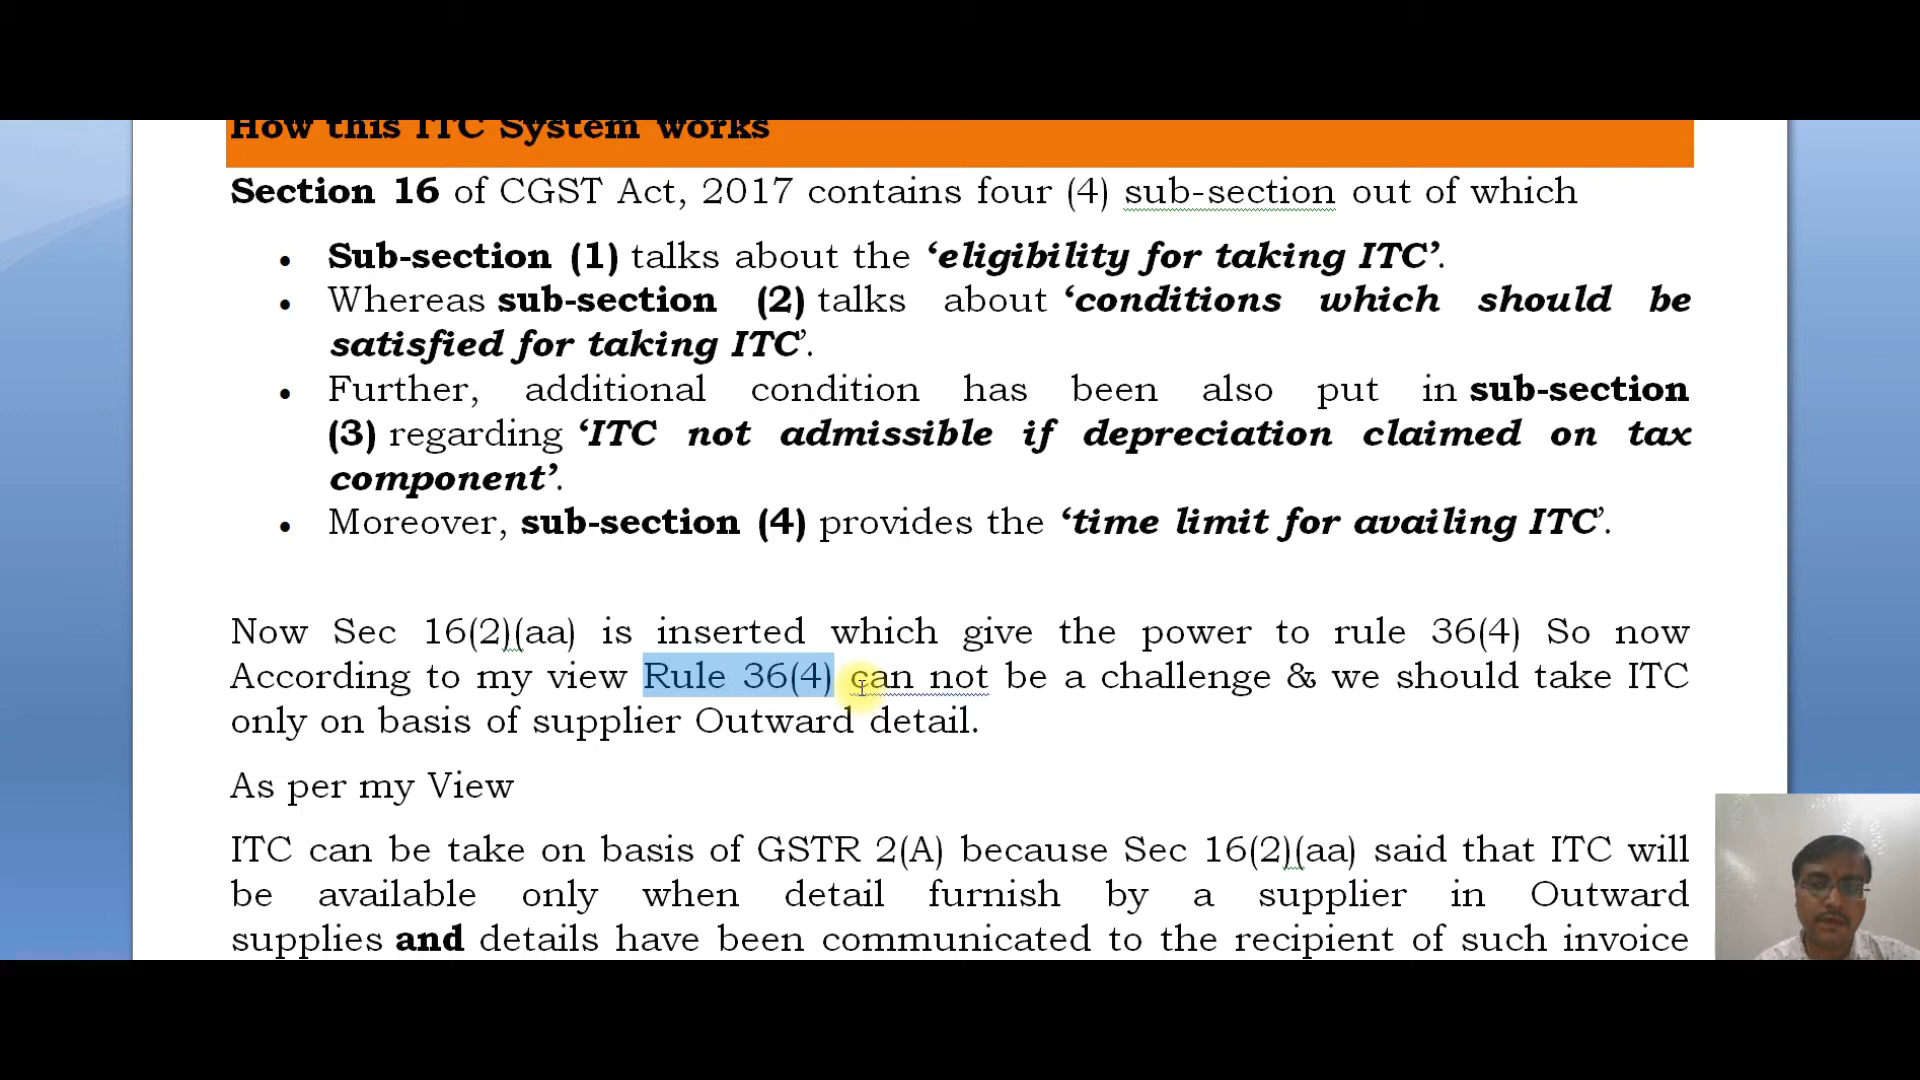 How this ITC System works
Section 16 of CGST Act, 2017 contains four (4) sub-section out of which
• Sub-section (1) talks about the ‘eligibility for taking ITC’.
• Whereas sub-section (2) talks about ‘conditions which should be
satisfied for taking ITC’.
• Further, additional condition has been also put in sub-section
(3) regarding ‘ITC not admissible if depreciation claimed on tax
component’.
• Moreover, sub-section (4) provides the ‘time limit for availing ITC’.
Now Sec 16(2)(aa) is inserted which give the power to rule 36(4) So now
According to my view Rule 36(4) can not be a challenge & we should take ITC
only on basis of supplier Outward detail.
As per my View
ITC can be take on basis of GSTR 2(A) because Sec 16(2)(aa) said that ITC will
be available only when detail furnish by a supplier in Outward
supplies and details have been communicated to the recipient of such invoice